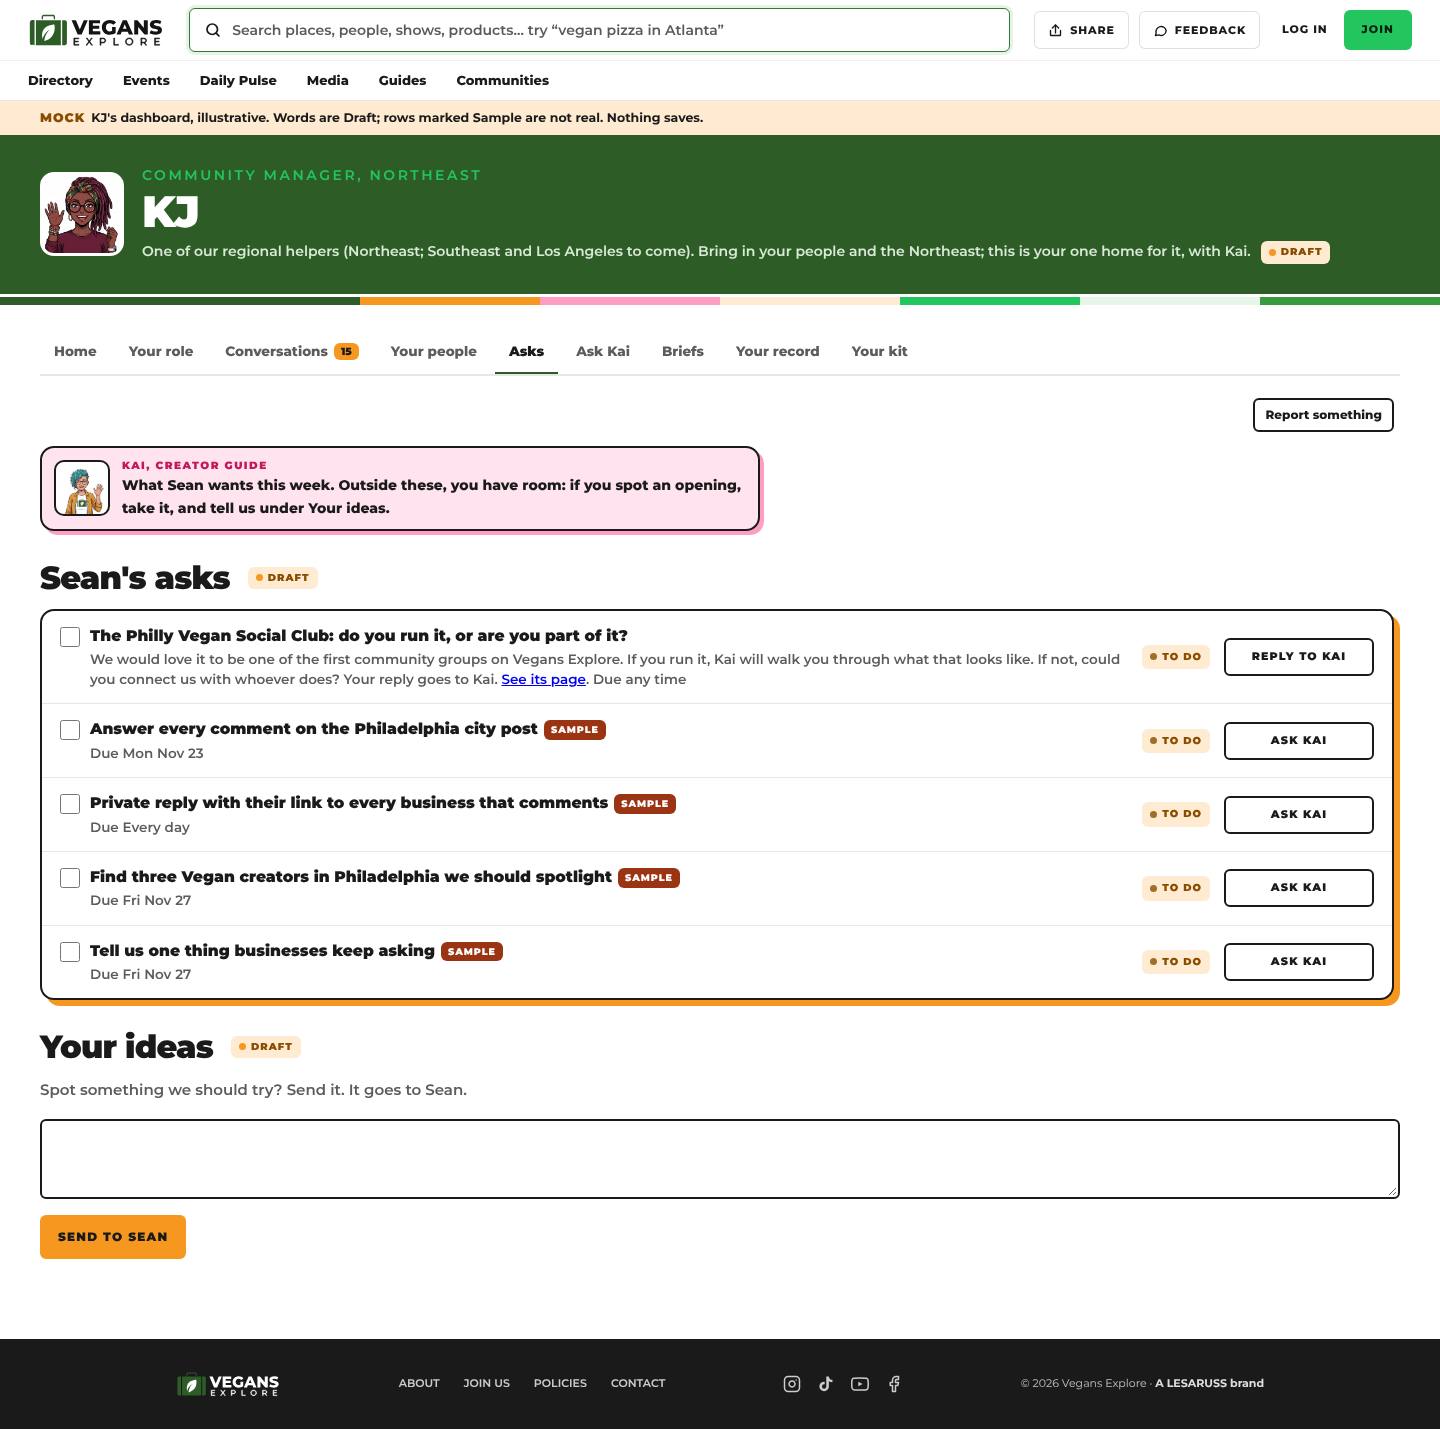 VEGANS
EXPLORE
Search places, people, shows, products... try “vegan pizza in Atlanta”
SHARE
FEEDBACK
LOG IN
JOIN
Directory
Events
Daily Pulse
Media
Guides
Communities
MOCK KJ's dashboard, illustrative. Words are Draft; rows marked Sample are not real. Nothing saves.
COMMUNITY MANAGER, NORTHEAST
KJ
One of our regional helpers (Northeast; Southeast and Los Angeles to come). Bring in your people and the Northeast; this is your one home for it, with Kai.
DRAFT
Home
Your role
Conversations 15
Your people
Asks
Ask Kai
Briefs
Your record
Your kit
Report something
KAI, CREATOR GUIDE
What Sean wants this week. Outside these, you have room: if you spot an opening,
take it, and tell us under Your ideas.
Sean's asks
DRAFT
The Philly Vegan Social Club: do you run it, or are you part of it?
We would love it to be one of the first community groups on Vegans Explore. If you run it, Kai will walk you through what that looks like. If not, could
you connect us with whoever does? Your reply goes to Kai. See its page. Due any time
TO DO
REPLY TO KAI
Answer every comment on the Philadelphia city post SAMPLE
Due Mon Nov 23
TO DO
ASK KAI
Private reply with their link to every business that comments SAMPLE
Due Every day
TO DO
ASK KAI
Find three Vegan creators in Philadelphia we should spotlight SAMPLE
Due Fri Nov 27
TO DO
ASK KAI
Tell us one thing businesses keep asking SAMPLE
Due Fri Nov 27
TO DO
ASK KAI
Your ideas
DRAFT
Spot something we should try? Send it. It goes to Sean.
SEND TO SEAN
VEGANS
EXPLORE
ABOUT
JOIN US
POLICIES
CONTACT
© 2026 Vegans Explore · A LESARUSS brand